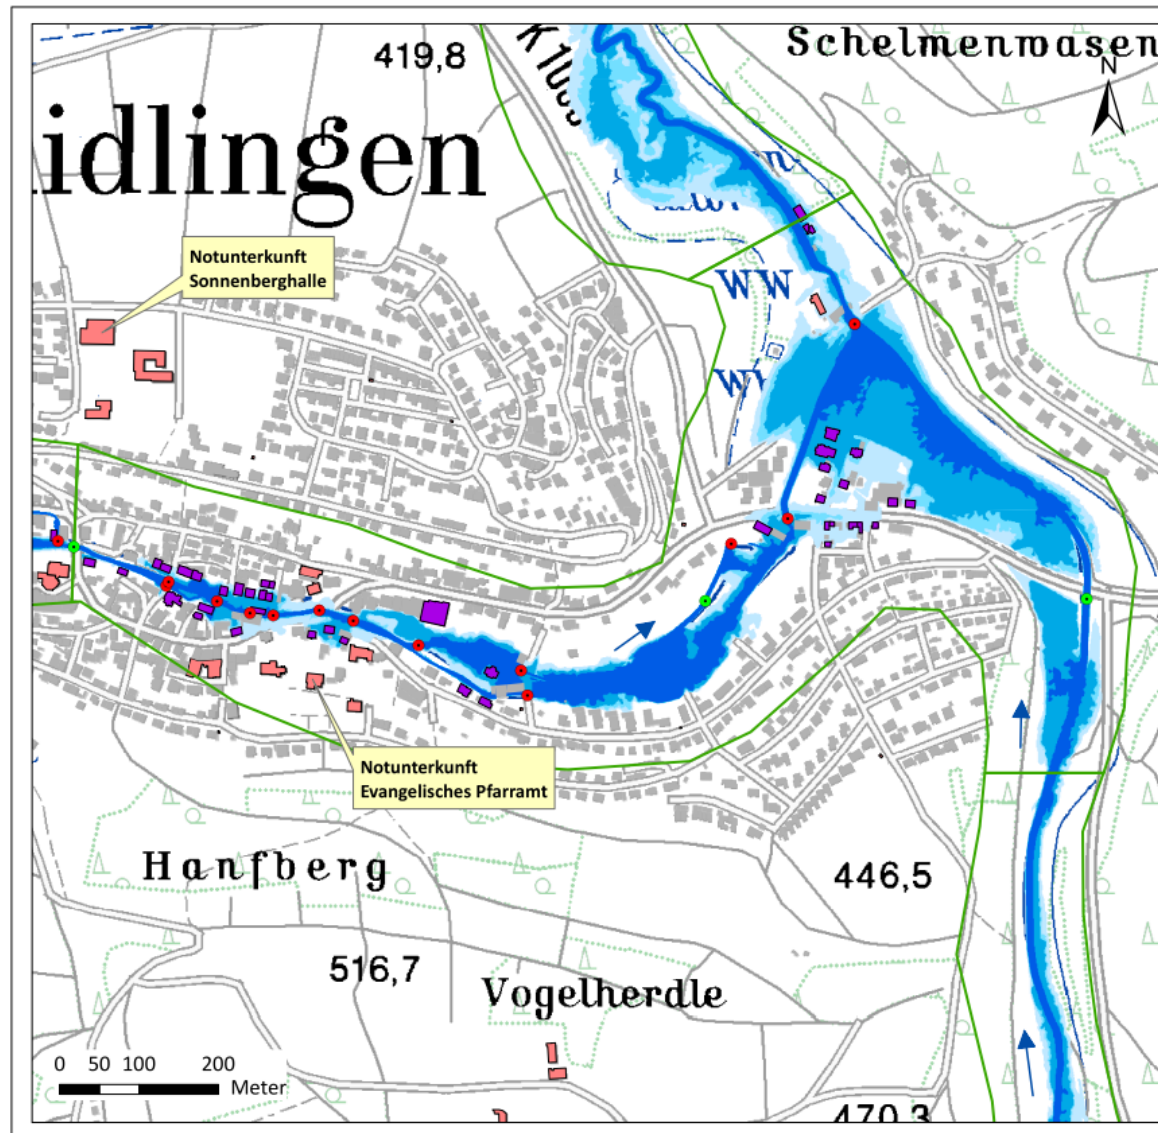 Schelmenwasen
419,8
N
idlingen
Notunterkunft
Sonnenberghalle
WW
Notunterkunft
Evangelisches Pfarramt
Hanfberg
446,5
516,7
Vogelherdle
0 50 100 200 Meter
470,3